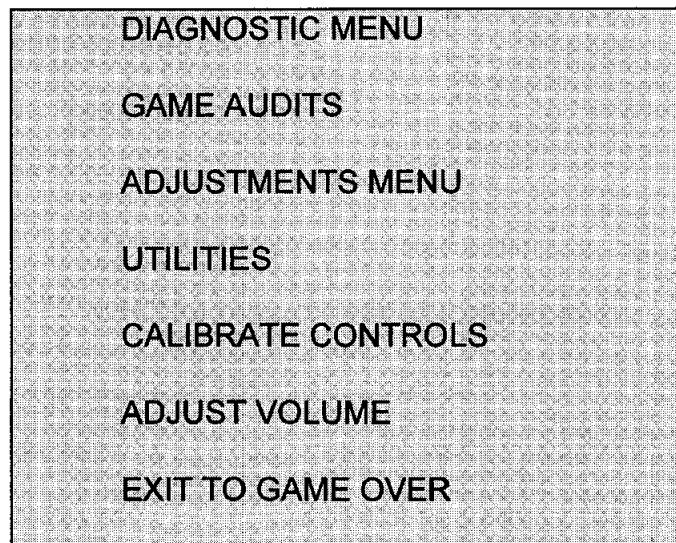 DIAGNOSTIC MENU
GAME AUDITS
ADJUSTMENTS MENU
UTILITIES
CALIBRATE CONTROLS
ADJUST VOLUME
EXIT TO GAME OVER